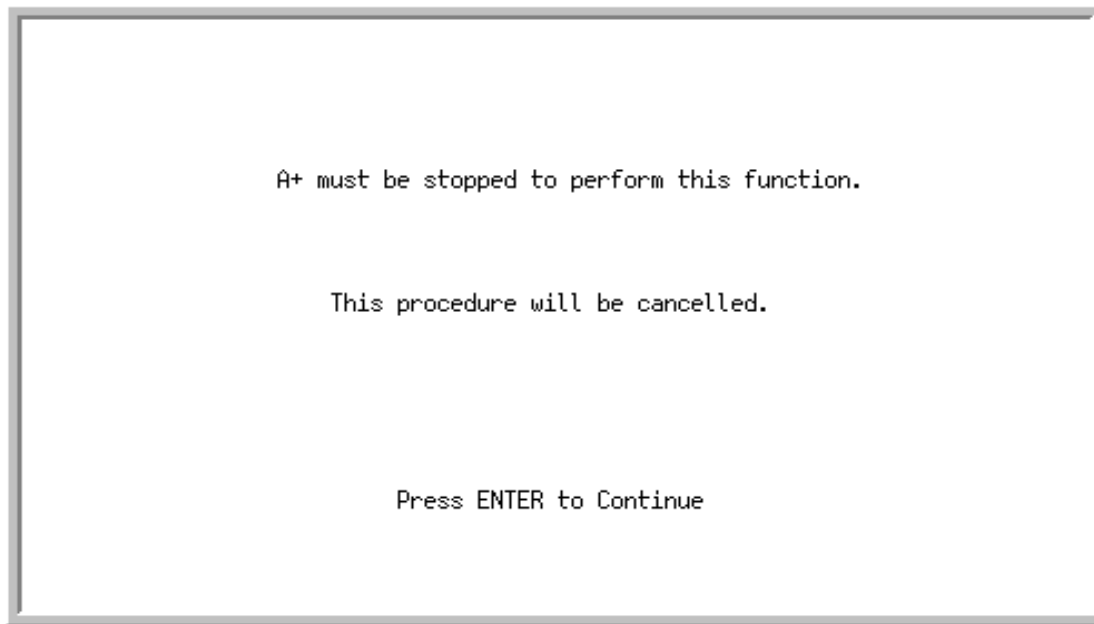 A+ must be stopped to perform this function.
This procedure will be cancelled.
Press ENTER to Continue